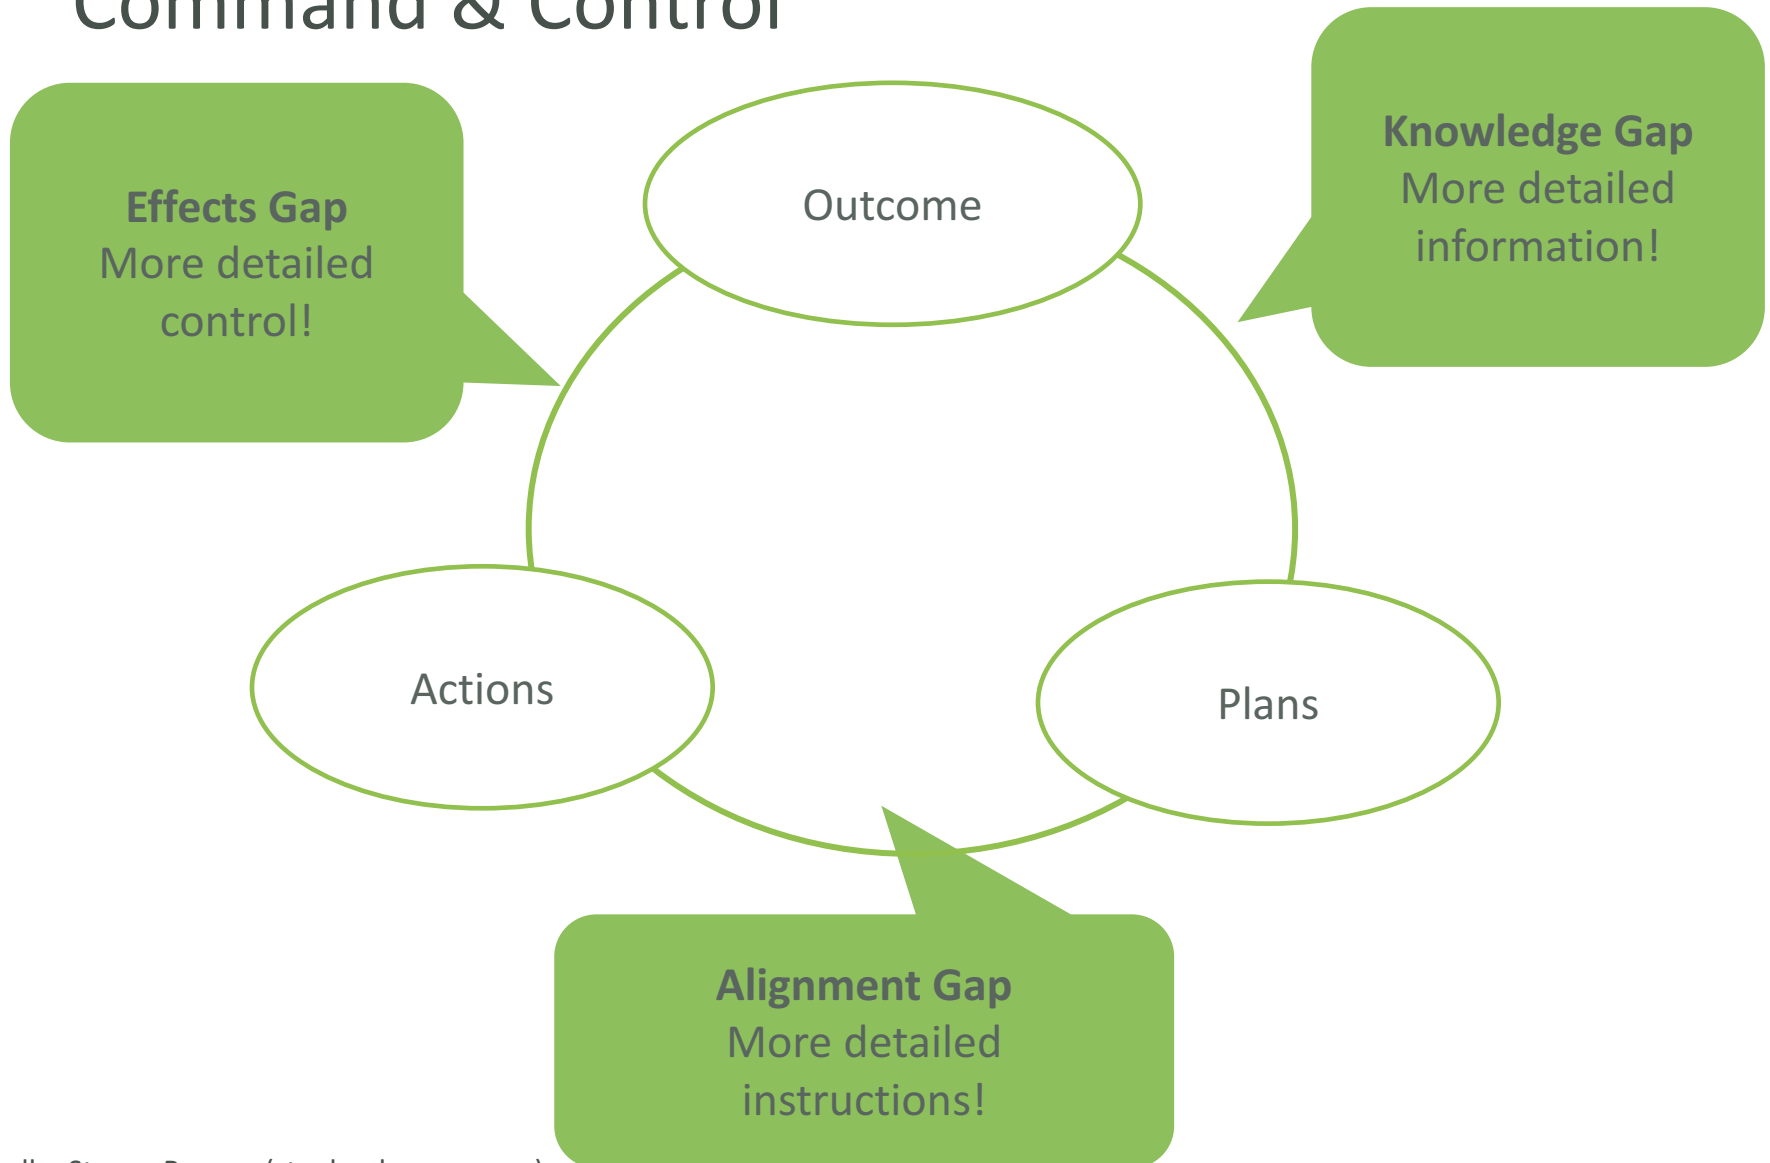 Command & Control
Effects Gap
More detailed
control!
Outcome
Knowledge Gap
More detailed
information!
Actions
Plans
Alignment Gap
More detailed
instructions!